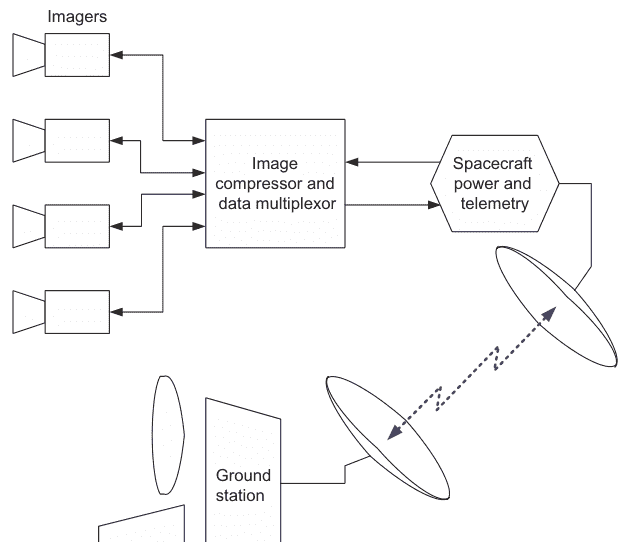 Imagers
Image
compressor and
data multiplexor
Spacecraft
power and
telemetry
Ground
station